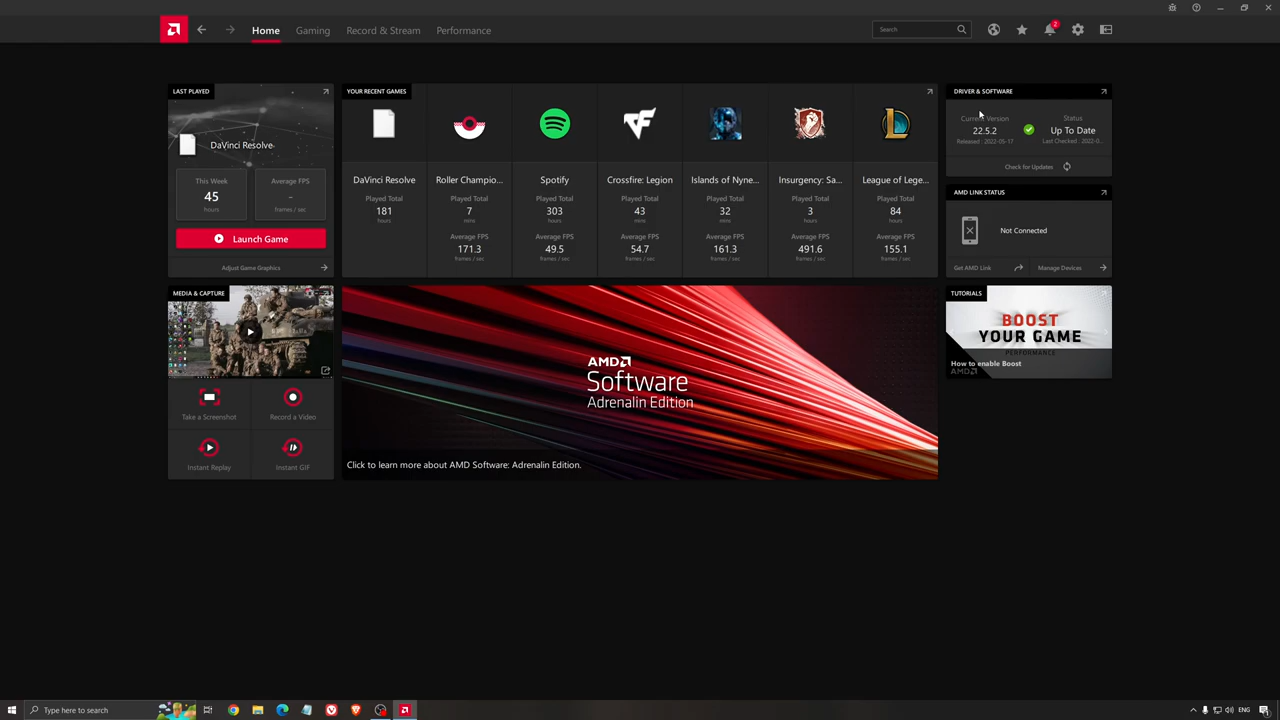 Home
Gaming
Record & Stream
Performance
Search
2
LAST PLAYED
DaVinci Resolve
This Week
45
hours
Average FPS
-
frames / sec
Launch Game
Adjust Game Graphics
YOUR RECENT GAMES
DaVinci Resolve
Played Total
181
hours
Roller Champio...
Played Total
7
mins
Average FPS
171.3
frames / sec
Spotify
Played Total
303
hours
Average FPS
49.5
frames / sec
Crossfire: Legion
Played Total
43
mins
Average FPS
54.7
frames / sec
Islands of Nyne...
Played Total
32
mins
Average FPS
161.3
frames / sec
Insurgency: Sa...
Played Total
3
hours
Average FPS
491.6
frames / sec
League of Lege...
Played Total
84
hours
Average FPS
155.1
frames / sec
DRIVER & SOFTWARE
Current Version
22.5.2
Released : 2022-05-17
Status
Up To Date
Last Checked : 2022-0...
Check for Updates
AMD LINK STATUS
Not Connected
Get AMD Link
Manage Devices
MEDIA & CAPTURE
Take a Screenshot
Record a Video
Instant Replay
Instant GIF
AMD
Software
Adrenalin Edition
Click to learn more about AMD Software: Adrenalin Edition.
TUTORIALS
BOOST
YOUR GAME
PERFORMANCE
How to enable Boost
AMD
Type here to search
ENG